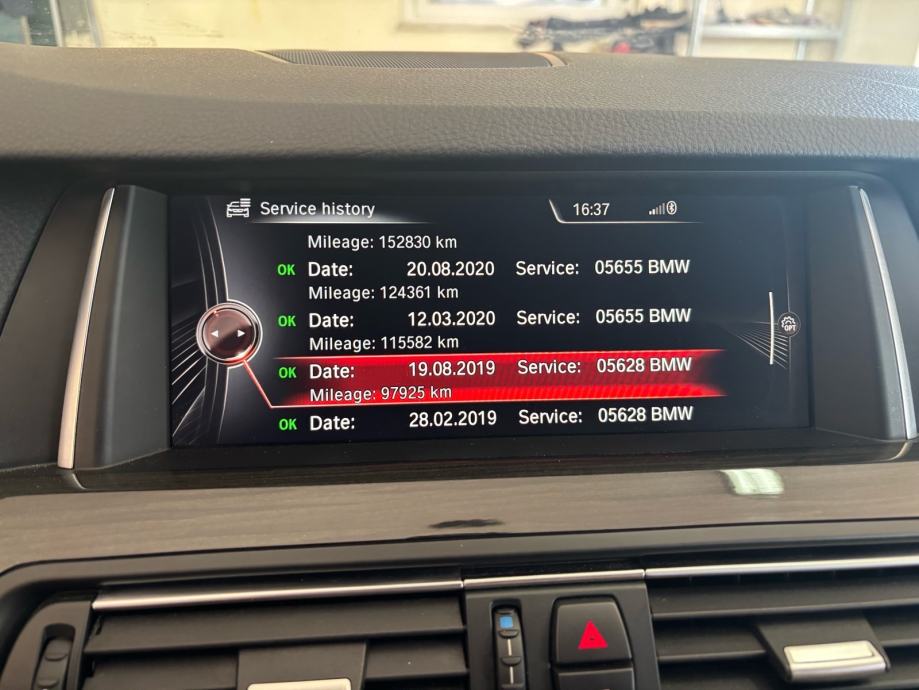 Service history 16:37
Mileage: 152830 km
OK Date: 20.08.2020 Service: 05655 BMW
Mileage: 124361 km
OK Date: 12.03.2020 Service: 05655 BMW
Mileage: 115582 km
OK Date: 19.08.2019 Service: 05628 BMW
Mileage: 97925 km
OK Date: 28.02.2019 Service: 05628 BMW
OPT